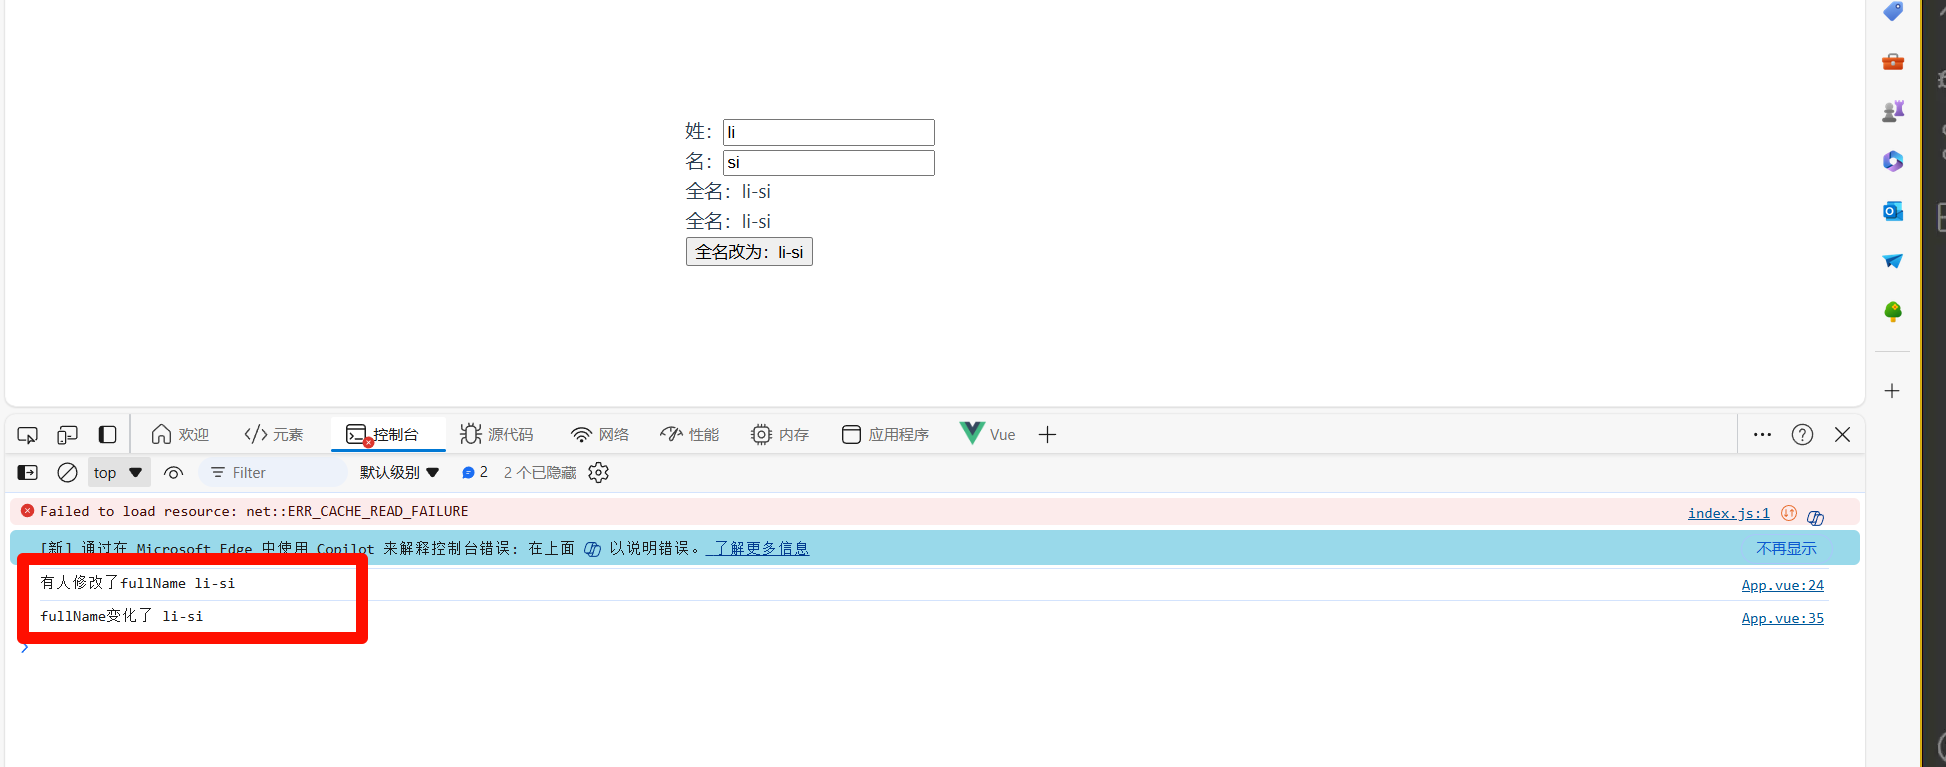 姓：li
名：si
全名：li-si
全名：li-si
全名改为：li-si
欢迎 元素 控制台 源代码 网络 性能 内存 应用程序 Vue
top Filter 默认级别 2 2 个已隐藏
Failed to load resource: net::ERR_CACHE_READ_FAILURE index.js:1
[新] 通过在 Microsoft Edge 中使用 Copilot 来解释控制台错误: 在上面 以说明错误。 了解更多信息 不再显示
有人修改了fullName li-si App.vue:24
fullName变化了 li-si App.vue:35